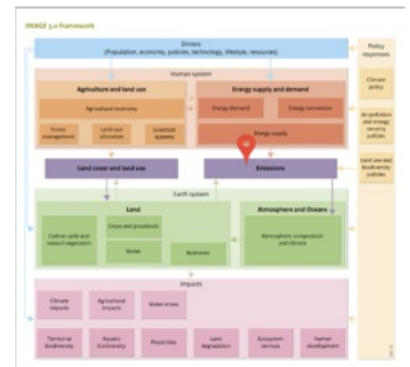 IMAGE 3.0 framework
Drivers
(Population, economy, policies, technology, lifestyle, resources)
Policy
responses
Human system
Agriculture and land use
Energy supply and demand
Climate
policy
Agricultural economy
Energy demand
Energy conversion
Air pollution
and energy
security
policies
Forest
management
Land-use
allocation
Livestock
systems
Energy supply
Land cover and land use
Emissions
Land use and
biodiversity
policies
Earth system
Land
Atmosphere and Oceans
Carbon cycle and
natural vegetation
Crops and grasslands
Water
Nutrients
Atmospheric composition
and climate
Impacts
Climate
impacts
Agricultural
impacts
Water stress
Terrestrial
biodiversity
Aquatic
biodiversity
Flood risks
Land
degradation
Ecosystem
services
Human
development